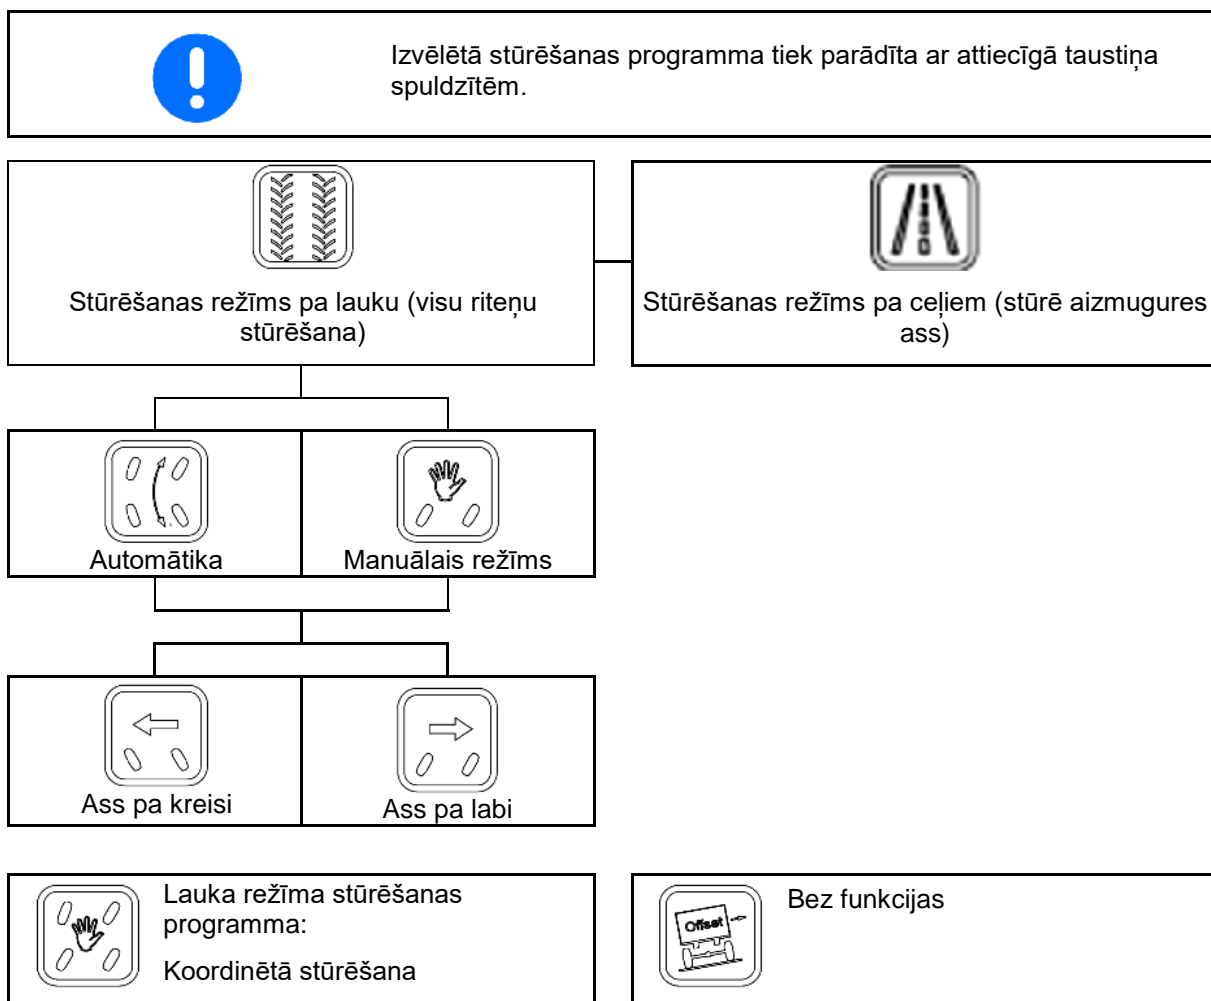 Izvēlētā stūrēšanas programma tiek parādīta ar attiecīgā taustiņa
spuldzītēm.
Stūrēšanas režīms pa lauku (visu riteņu
stūrēšana)
Stūrēšanas režīms pa ceļiem (stūrē aizmugures
ass)
Automātika
Manuālais režīms
Ass pa kreisi
Ass pa labi
Lauka režīma stūrēšanas
programma:
Koordinētā stūrēšana
Offset
Bez funkcijas